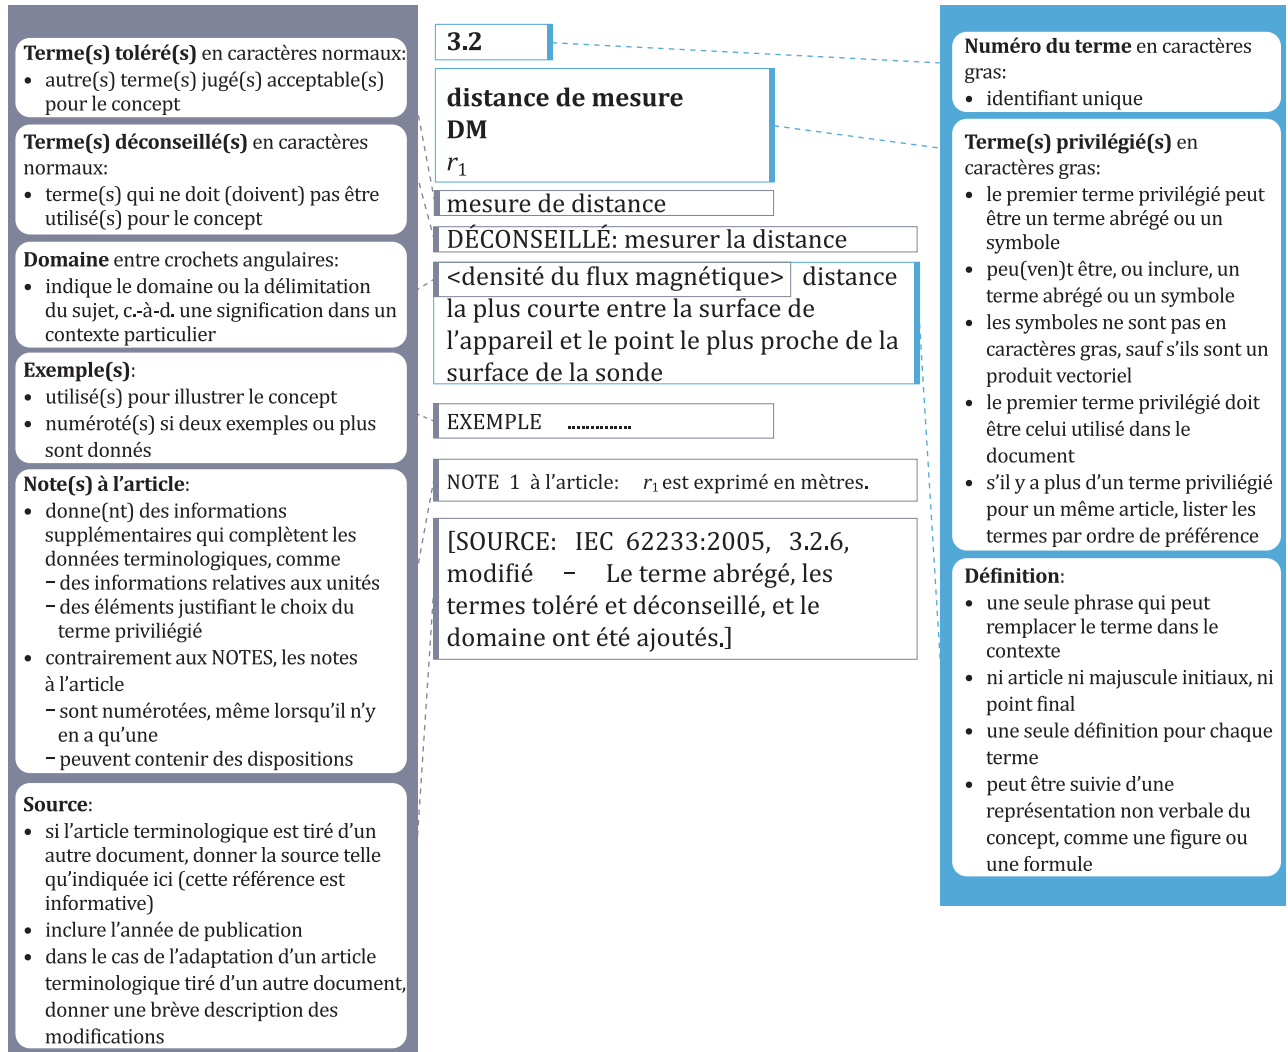 Terme(s) toléré(s) en caractères normaux:
• autre(s) terme(s) jugé(s) acceptable(s)
pour le concept
Terme(s) déconseillé(s) en caractères
normaux:
• terme(s) qui ne doit (doivent) pas être
utilisé(s) pour le concept
Domaine entre crochets angulaires:
• indique le domaine ou la délimitation
du sujet, c.-à-d. une signification dans un
contexte particulier
Exemple(s):
• utilisé(s) pour illustrer le concept
• numéroté(s) si deux exemples ou plus
sont donnés
Note(s) à l'article:
• donne(nt) des informations
supplémentaires qui complètent les
données terminologiques, comme
– des informations relatives aux unités
– des éléments justifiant le choix du
terme priviliégié
• contrairement aux NOTES, les notes
à l'article
– sont numérotées, même lorsqu'il n'y
en a qu'une
– peuvent contenir des dispositions
Source:
• si l'article terminologique est tiré d'un
autre document, donner la source telle
qu'indiquée ici (cette référence est
informative)
• inclure l'année de publication
• dans le cas de l'adaptation d'un article
terminologique tiré d'un autre document,
donner une brève description des
modifications
3.2
distance de mesure
DM
r₁
mesure de distance
DÉCONSEILLÉ: mesurer la distance
<densité du flux magnétique> distance
la plus courte entre la surface de
l'appareil et le point le plus proche de la
surface de la sonde
EXEMPLE .............
NOTE 1 à l'article: r₁ est exprimé en mètres.
[SOURCE: IEC 62233:2005, 3.2.6,
modifié – Le terme abrégé, les
termes toléré et déconseillé, et le
domaine ont été ajoutés.]
Numéro du terme en caractères
gras:
• identifiant unique
Terme(s) privilégié(s) en
caractères gras:
• le premier terme privilégié peut
être un terme abrégé ou un
symbole
• peu(ven)t être, ou inclure, un
terme abrégé ou un symbole
• les symboles ne sont pas en
caractères gras, sauf s'ils sont un
produit vectoriel
• le premier terme privilégié doit
être celui utilisé dans le
document
• s'il y a plus d'un terme priviliégié
pour un même article, lister les
termes par ordre de préférence
Définition:
• une seule phrase qui peut
remplacer le terme dans le
contexte
• ni article ni majuscule initiaux, ni
point final
• une seule définition pour chaque
terme
• peut être suivie d'une
représentation non verbale du
concept, comme une figure ou
une formule